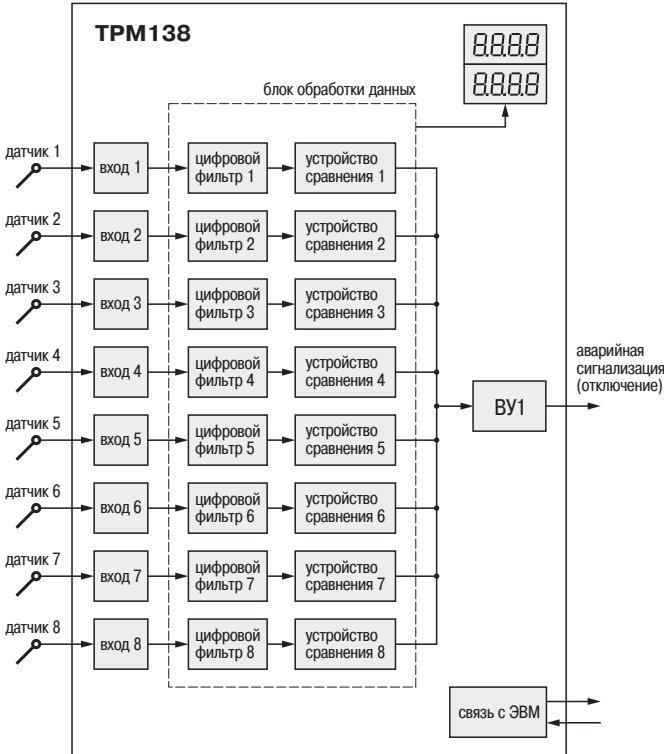 ТРМ138
8.8.8.8
8.8.8.8
блок обработки данных
датчик 1
вход 1
цифровой
фильтр 1
устройство
сравнения 1
датчик 2
вход 2
цифровой
фильтр 2
устройство
сравнения 2
датчик 3
вход 3
цифровой
фильтр 3
устройство
сравнения 3
датчик 4
вход 4
цифровой
фильтр 4
устройство
сравнения 4
аварийная
сигнализация
(отключение)
ВУ1
датчик 5
вход 5
цифровой
фильтр 5
устройство
сравнения 5
датчик 6
вход 6
цифровой
фильтр 6
устройство
сравнения 6
датчик 7
вход 7
цифровой
фильтр 7
устройство
сравнения 7
датчик 8
вход 8
цифровой
фильтр 8
устройство
сравнения 8
связь с ЭВМ